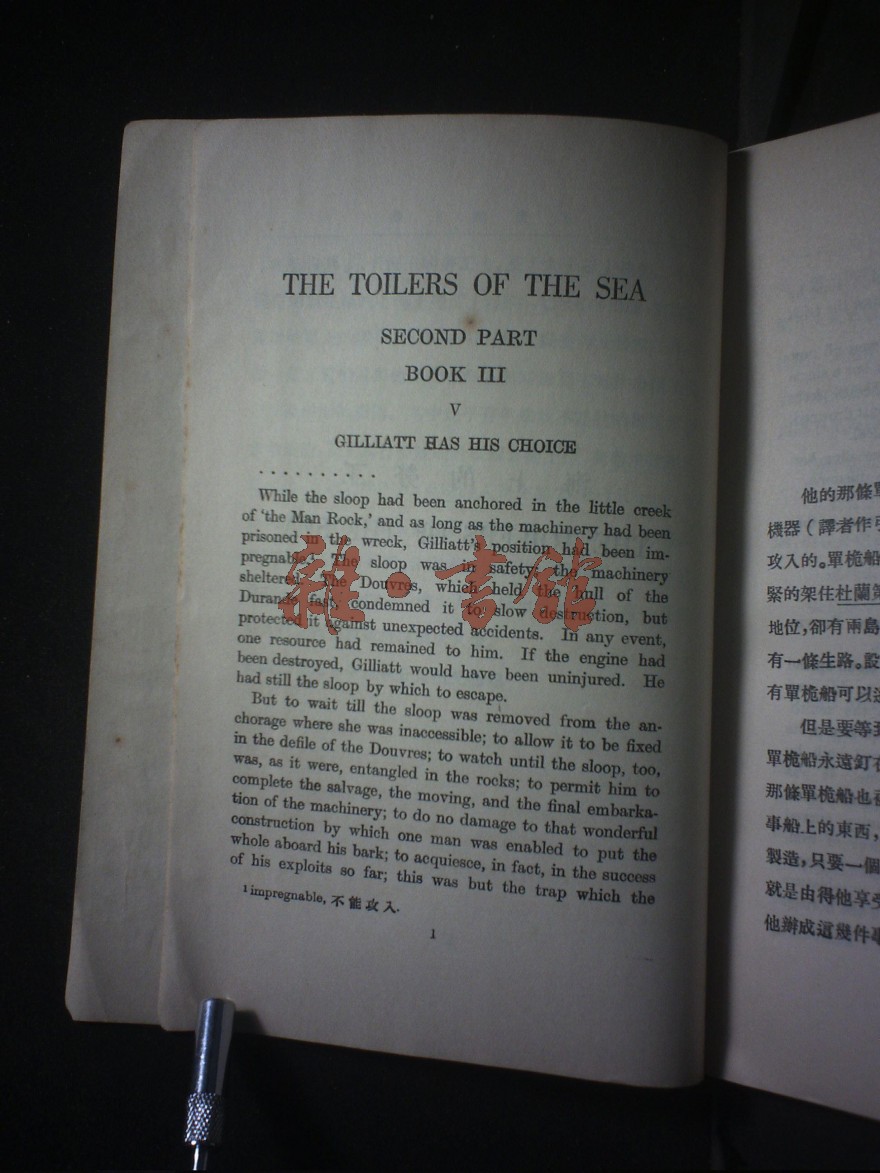 THE TOILERS OF THE SEA
SECOND PART
BOOK III
V
GILLIATT HAS HIS CHOICE
. . . . . . . . . .
While the sloop had been anchored in the little creek
of ‘the Man Rock,’ and as long as the machinery had been
prisoned in the wreck, Gilliatt's position had been im-
pregnable.¹ The sloop was in safety, the machinery
sheltered. The Douvres, which held the hull of the
Durande fast, condemned it to slow destruction, but
protected it against unexpected accidents. In any event,
one resource had remained to him. If the engine had
been destroyed, Gilliatt would have been uninjured. He
had still the sloop by which to escape.
But to wait till the sloop was removed from the an-
chorage where she was inaccessible; to allow it to be fixed
in the defile of the Douvres; to watch until the sloop, too,
was, as it were, entangled in the rocks; to permit him to
complete the salvage, the moving, and the final embarka-
tion of the machinery; to do no damage to that wonderful
construction by which one man was enabled to put the
whole aboard his bark; to acquiesce, in fact, in the success
of his exploits so far; this was but the trap which the
¹ impregnable, 不能攻入.
1
雜·書館
他的那條單
機器（譯者作引
攻入的。單桅船
緊的架住杜蘭第
地位，卻有兩島
有一條生路。設
有單桅船可以逃
但是要等到
單桅船永遠釘在
那條單桅船也
事船上的東西，
製造，只要一個
就是由得他享受
他辦成這幾件事